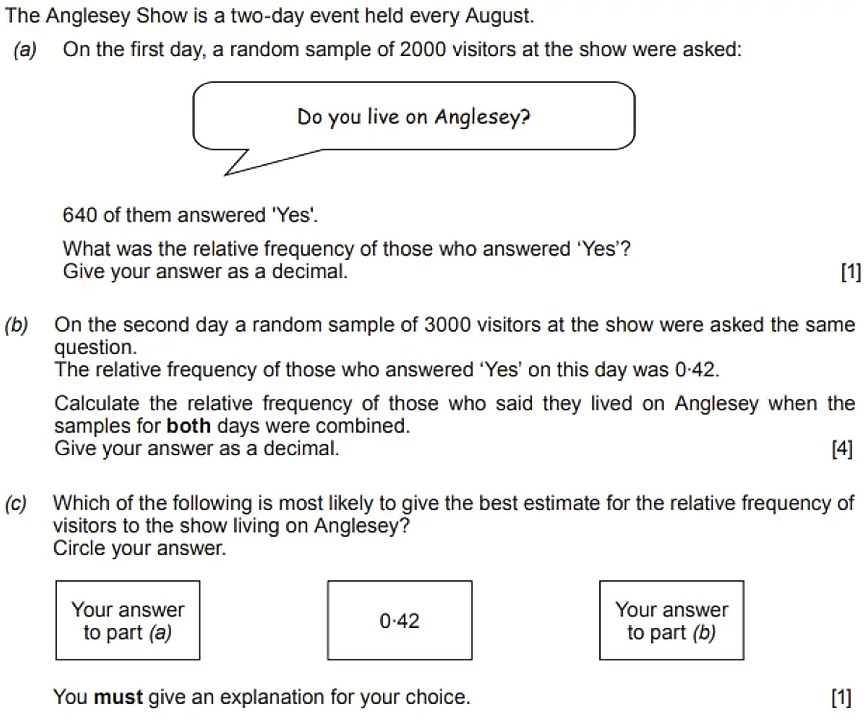 The Anglesey Show is a two-day event held every August.
(a) On the first day, a random sample of 2000 visitors at the show were asked:
Do you live on Anglesey?
640 of them answered 'Yes'.
What was the relative frequency of those who answered ‘Yes’?
Give your answer as a decimal. [1]
(b) On the second day a random sample of 3000 visitors at the show were asked the same
question.
The relative frequency of those who answered ‘Yes’ on this day was 0·42.
Calculate the relative frequency of those who said they lived on Anglesey when the
samples for both days were combined.
Give your answer as a decimal. [4]
(c) Which of the following is most likely to give the best estimate for the relative frequency of
visitors to the show living on Anglesey?
Circle your answer.
Your answer
to part (a)
0·42
Your answer
to part (b)
You must give an explanation for your choice. [1]